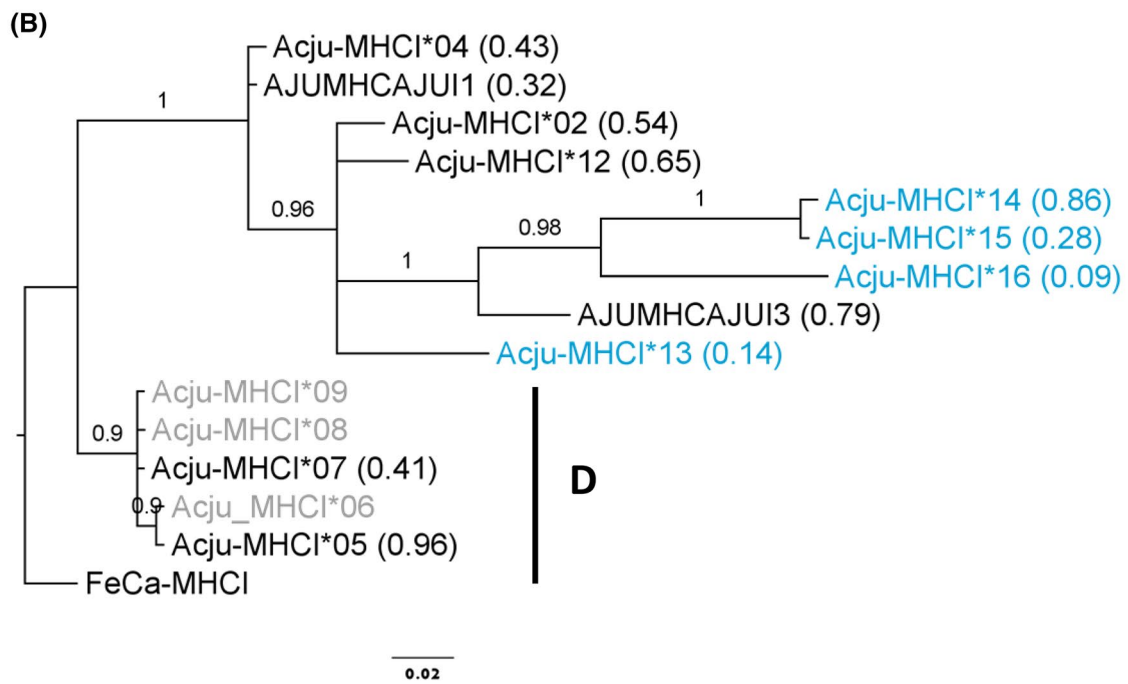 (B)
Acju-MHCI*04 (0.43)
AJUMHCAJUI1 (0.32)
1
Acju-MHCI*02 (0.54)
Acju-MHCI*12 (0.65)
1
Acju-MHCI*14 (0.86)
0.96
0.98
Acju-MHCI*15 (0.28)
1
Acju-MHCI*16 (0.09)
AJUMHCAJUI3 (0.79)
Acju-MHCI*13 (0.14)
Acju-MHCI*09
0.9
Acju-MHCI*08
Acju-MHCI*07 (0.41)
D
0.9
Acju_MHCI*06
Acju-MHCI*05 (0.96)
FeCa-MHCI
0.02